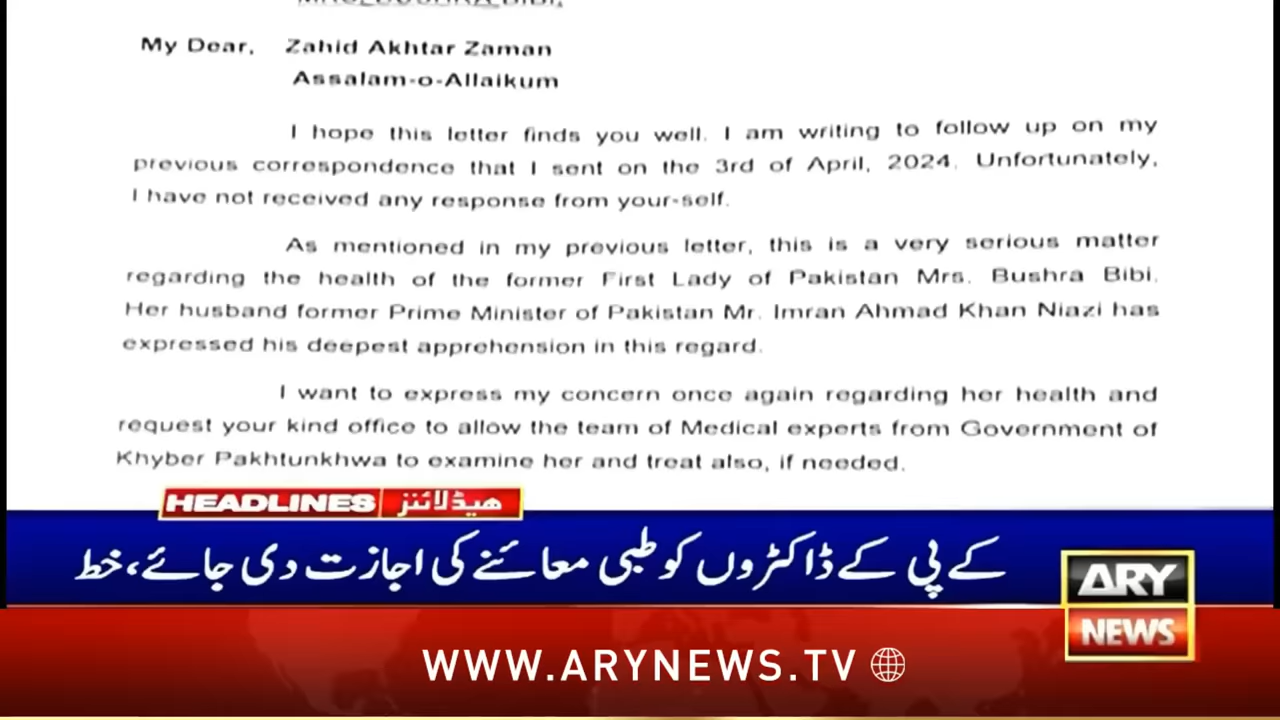 MRS. BUSHRA BIBI.
My Dear, Zahid Akhtar Zaman
Assalam-o-Allaikum
I hope this letter finds you well. I am writing to follow up on my
previous correspondence that I sent on the 3rd of April, 2024. Unfortunately,
I have not received any response from your-self.
As mentioned in my previous letter, this is a very serious matter
regarding the health of the former First Lady of Pakistan Mrs. Bushra Bibi.
Her husband former Prime Minister of Pakistan Mr. Imran Ahmad Khan Niazi has
expressed his deepest apprehension in this regard.
I want to express my concern once again regarding her health and
request your kind office to allow the team of Medical experts from Government of
Khyber Pakhtunkhwa to examine her and treat also, if needed.
HEADLINES ہیڈلائنز
کے پی کے ڈاکٹروں کو طبی معائنے کی اجازت دی جائے، خط
ARY
NEWS
WWW.ARYNEWS.TV